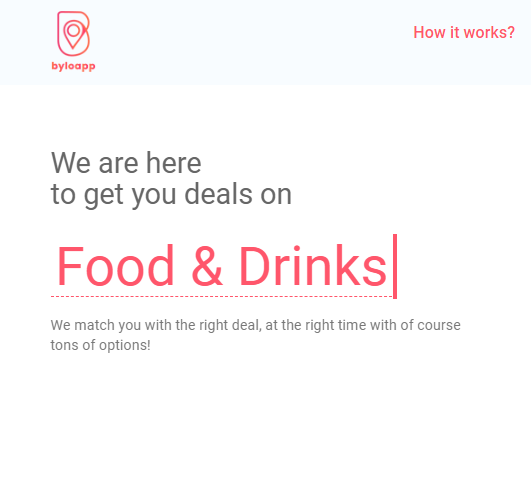 byloapp
How it works?
We are here
to get you deals on
Food & Drinks
We match you with the right deal, at the right time with of course
tons of options!